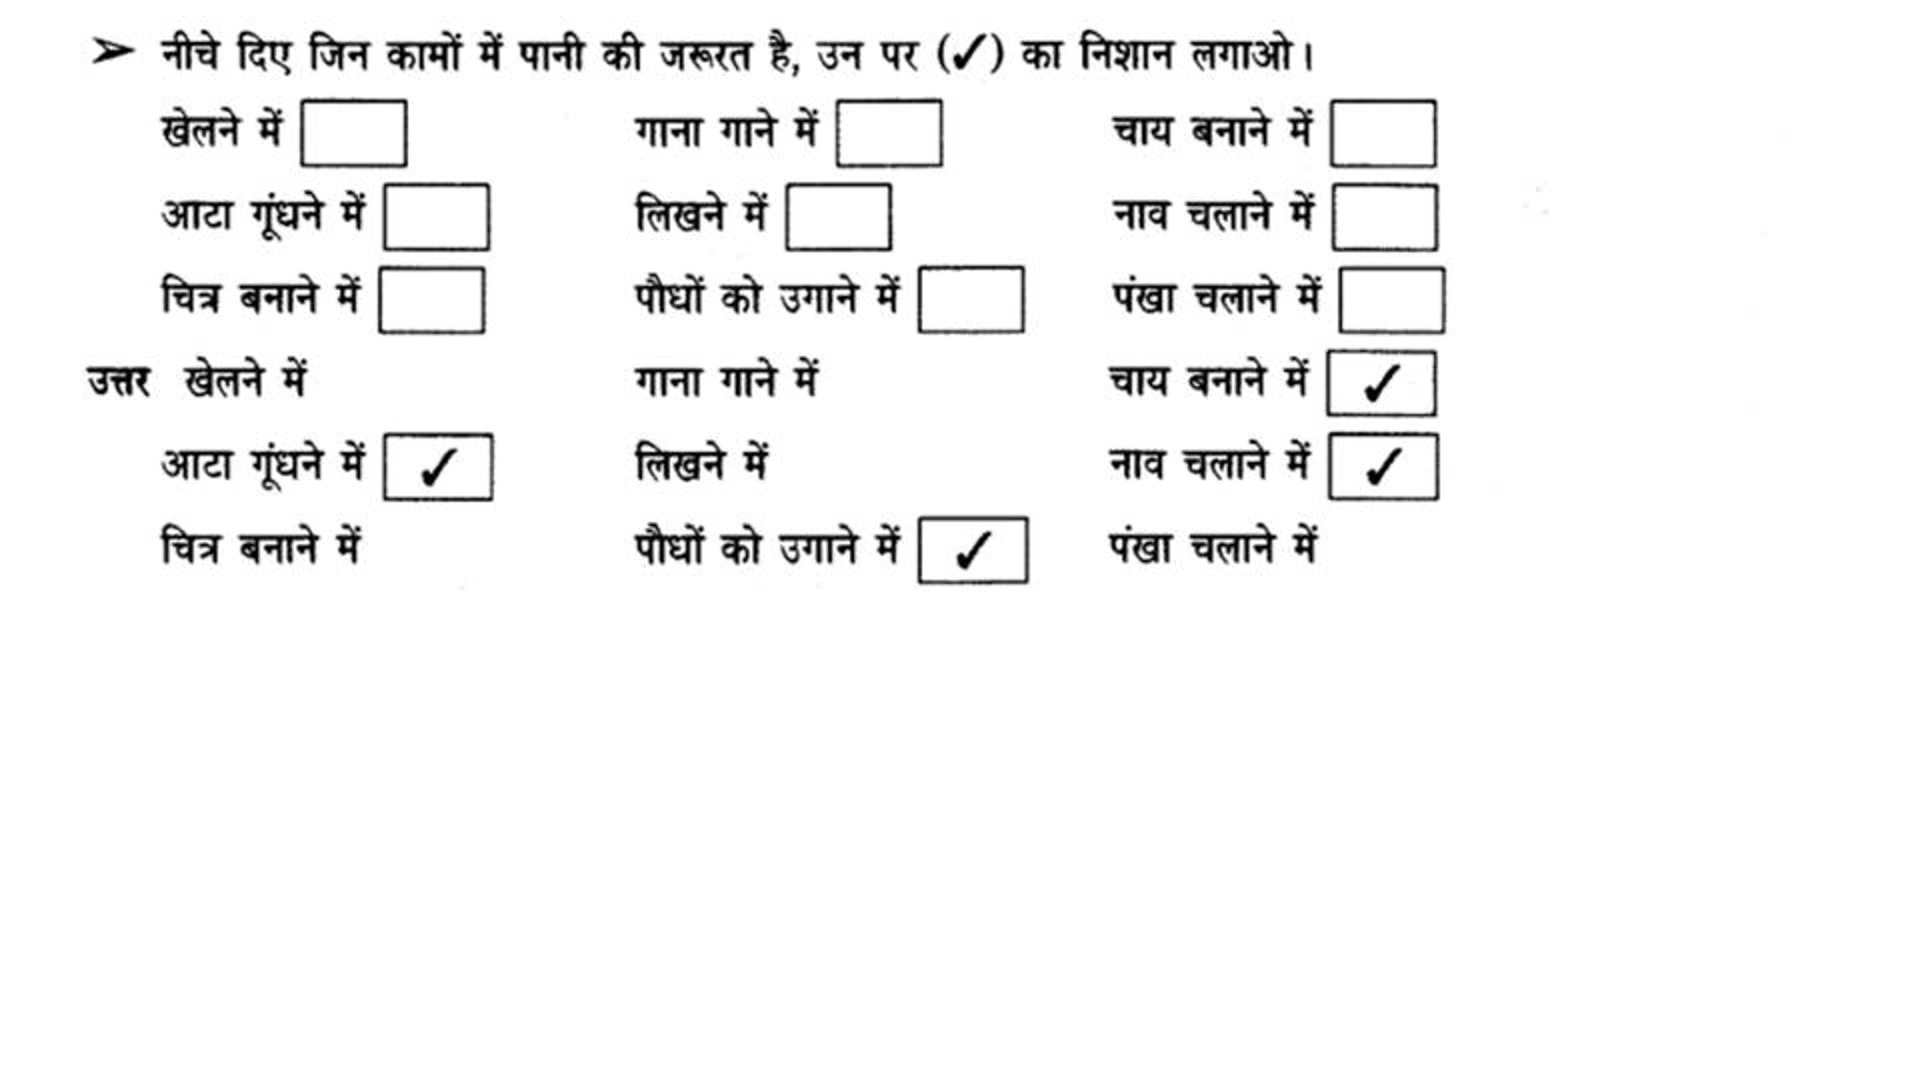 ➢ नीचे दिए जिन कामों में पानी की जरूरत है, उन पर (✓) का निशान लगाओ।
खेलने में गाना गाने में चाय बनाने में
आटा गूंधने में लिखने में नाव चलाने में
चित्र बनाने में पौधों को उगाने में पंखा चलाने में
उत्तर खेलने में गाना गाने में चाय बनाने में ✓
आटा गूंधने में ✓ लिखने में नाव चलाने में ✓
चित्र बनाने में पौधों को उगाने में ✓ पंखा चलाने में